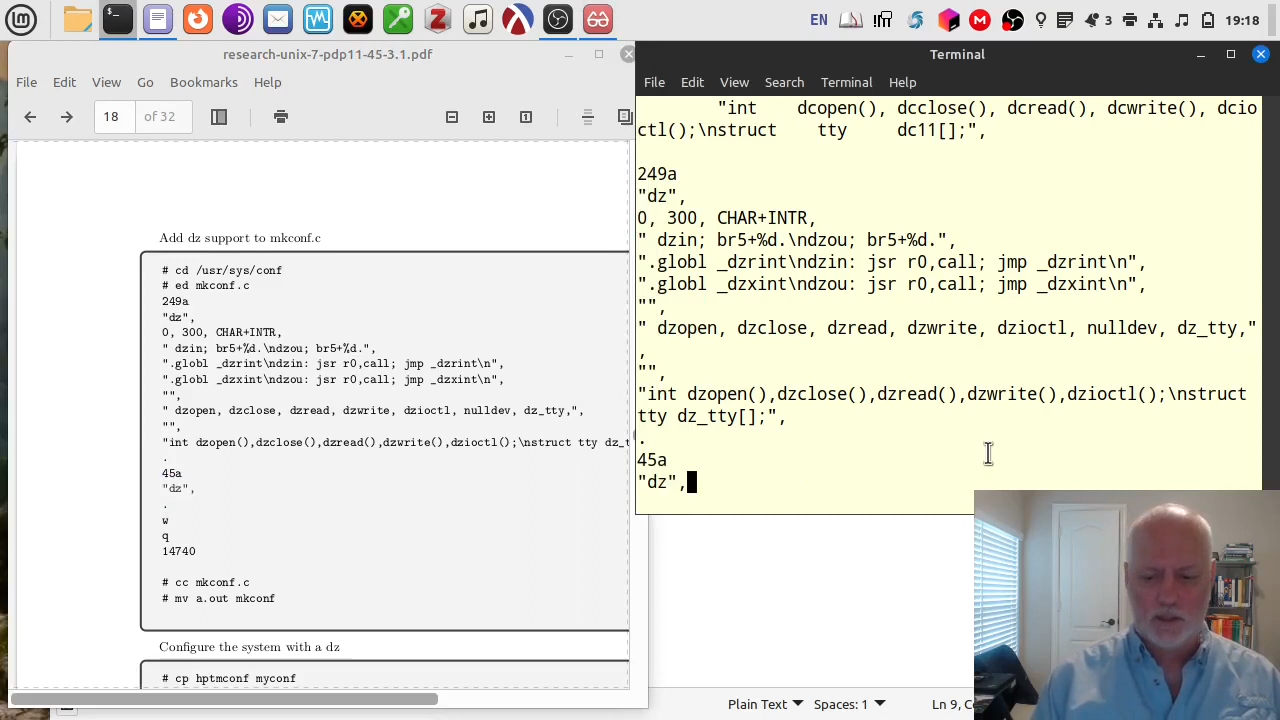 EN
3
19:18
research-unix-7-pdp11-45-3.1.pdf
File Edit View Go Bookmarks Help
18 of 32
Add dz support to mkconf.c
# cd /usr/sys/conf
# ed mkconf.c
249a
"dz",
0, 300, CHAR+INTR,
" dzin; br5+%d.\ndzou; br5+%d.",
".globl _dzrint\ndzin: jsr r0,call; jmp _dzrint\n",
".globl _dzxint\ndzou: jsr r0,call; jmp _dzxint\n",
"",
" dzopen, dzclose, dzread, dzwrite, dzioctl, nulldev, dz_tty,",
"",
"int dzopen(),dzclose(),dzread(),dzwrite(),dzioctl();\nstruct tty dz_t
.
45a
"dz",
.
w
q
14740
# cc mkconf.c
# mv a.out mkconf
Configure the system with a dz
# cp hptmconf myconf
Terminal
File Edit View Search Terminal Help
"int dcopen(), dcclose(), dcread(), dcwrite(), dcio
ctl();\nstruct tty dc11[];",
249a
"dz",
0, 300, CHAR+INTR,
" dzin; br5+%d.\ndzou; br5+%d.",
".globl _dzrint\ndzin: jsr r0,call; jmp _dzrint\n",
".globl _dzxint\ndzou: jsr r0,call; jmp _dzxint\n",
"",
" dzopen, dzclose, dzread, dzwrite, dzioctl, nulldev, dz_tty,"
,
"",
"int dzopen(),dzclose(),dzread(),dzwrite(),dzioctl();\nstruct
tty dz_tty[];",
.
45a
"dz",
Plain Text Spaces: 1 Ln 9, C